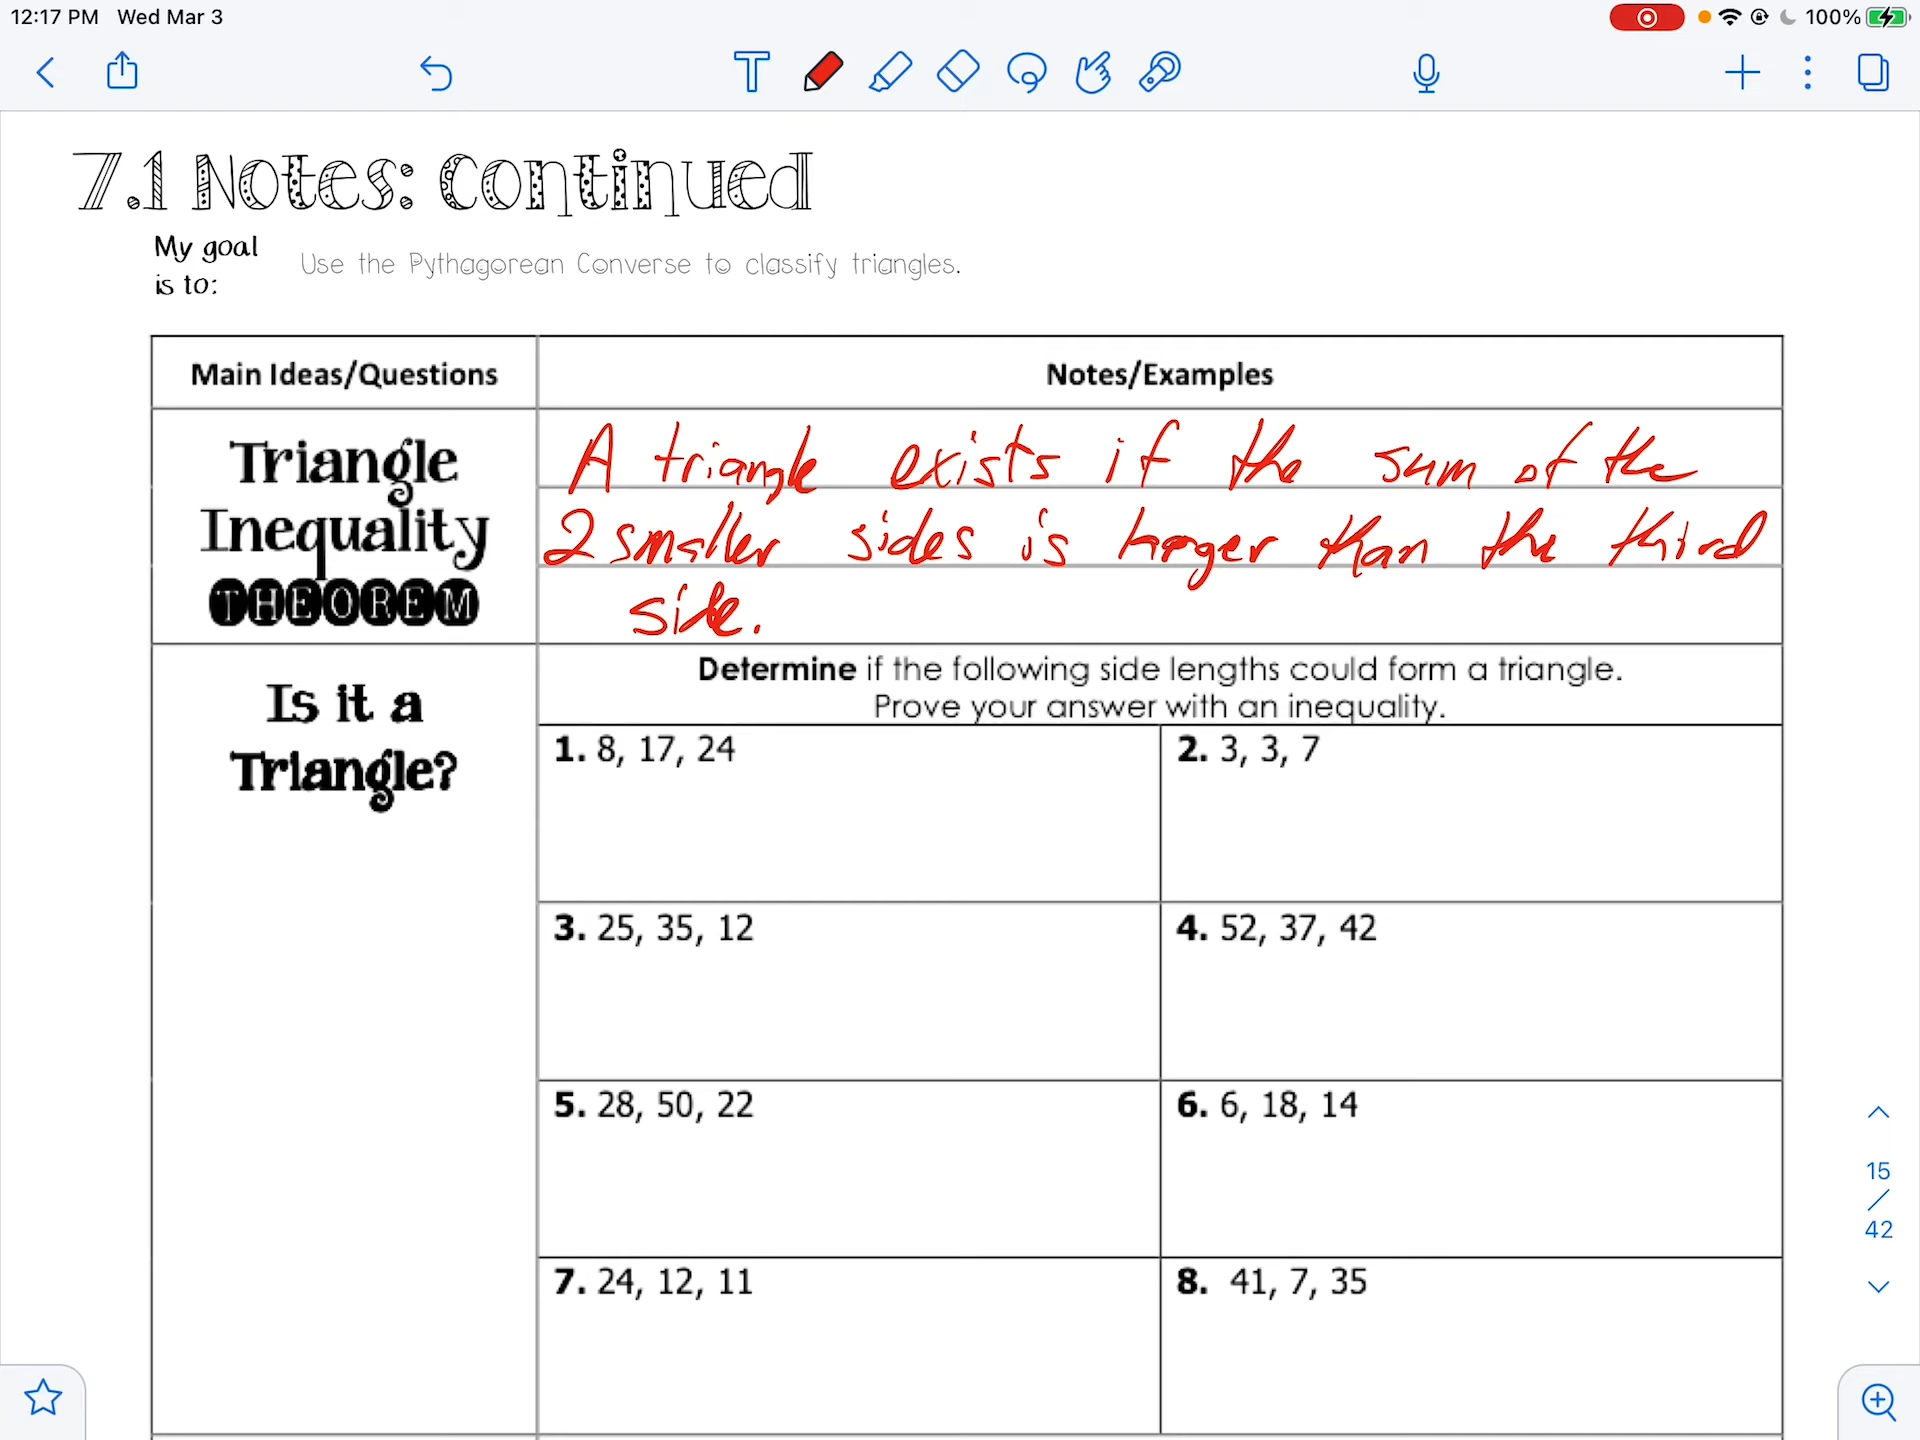 12:17 PM Wed Mar 3
100%
7.1 Notes: Continued
My goal
is to:
Use the Pythagorean Converse to classify triangles.
Main Ideas/Questions
Notes/Examples
Triangle
Inequality
THEOREM
A triangle exists if the sum of the
2 smaller sides is larger than the third
side.
Is it a
Triangle?
Determine if the following side lengths could form a triangle.
Prove your answer with an inequality.
1. 8, 17, 24
2. 3, 3, 7
3. 25, 35, 12
4. 52, 37, 42
5. 28, 50, 22
6. 6, 18, 14
7. 24, 12, 11
8. 41, 7, 35
15
/
42